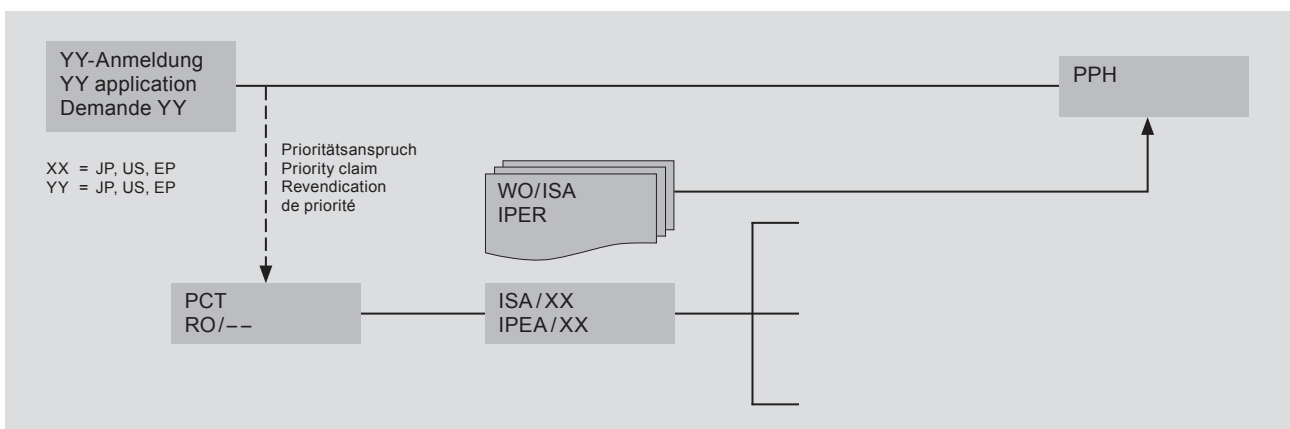 YY-Anmeldung
YY application
Demande YY
PPH
XX = JP, US, EP
YY = JP, US, EP
Prioritätsanspruch
Priority claim
Revendication
de priorité
WO/ISA
IPER
PCT
RO/– –
ISA/XX
IPEA/XX